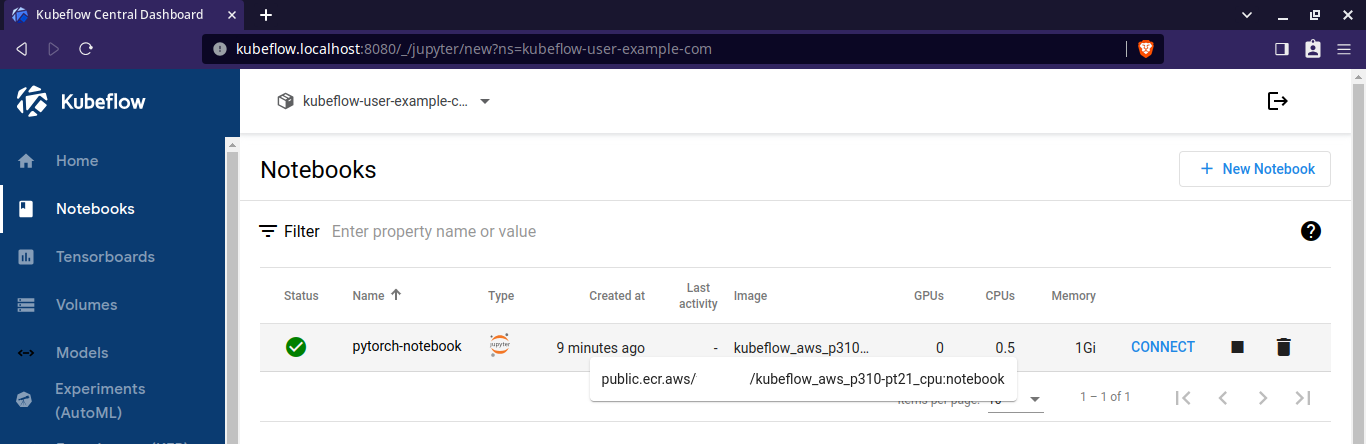 Kubeflow Central Dashboard
kubeflow.localhost:8080/_/jupyter/new?ns=kubeflow-user-example-com
Kubeflow
kubeflow-user-example-c...
Home
Notebooks
Tensorboards
Volumes
Models
Experiments
(AutoML)
Notebooks
New Notebook
Filter Enter property name or value
Status Name Type Created at Last activity Image GPUs CPUs Memory
pytorch-notebook jupyter 9 minutes ago - kubeflow_aws_p310... 0 0.5 1Gi CONNECT
public.ecr.aws/ /kubeflow_aws_p310-pt21_cpu:notebook
Items per page: 1 – 1 of 1